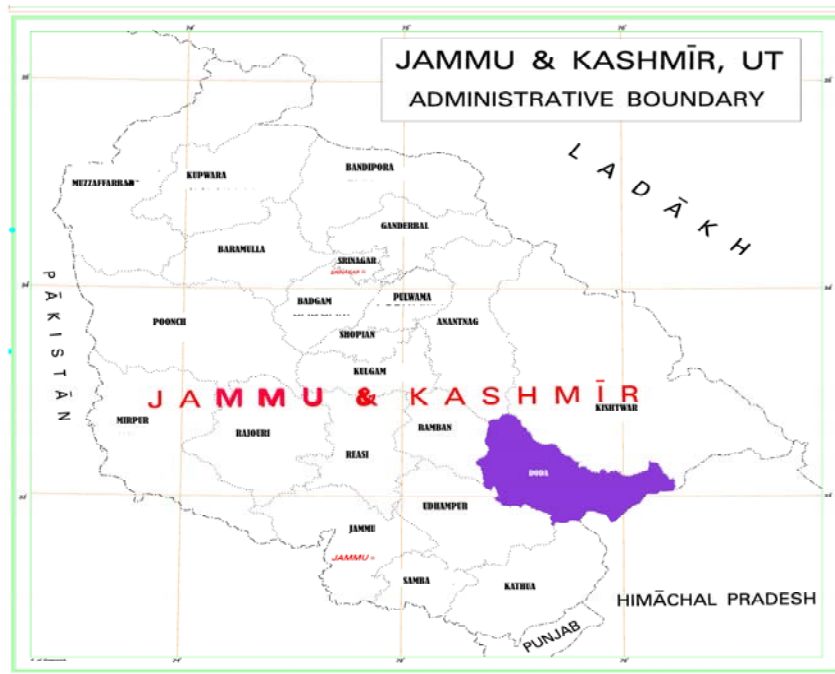 JAMMU & KASHMĪR, UT
ADMINISTRATIVE BOUNDARY
LADĀKH
BANDIPORA
KUPWARA
GANDERBAL
BARAMULLA
SRINAGAR
PĀKISTĀN
BADGAM
PULWAMA
POONCH
ANANTNAG
SHOPIAN
KULGAM
JAMMU & KASHMĪR
KISHTWAR
MIRPUR
RAJOURI
RAMBAN
REASI
DODA
UDHAMPUR
JAMMU
JAMMU
SAMBA
KATHUA
HIMĀCHAL PRADESH
PUNJAB